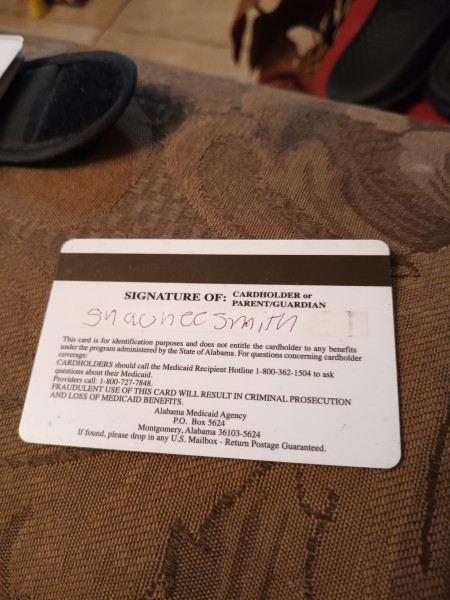 SIGNATURE OF: CARDHOLDER or
PARENT/GUARDIAN
Shaunee Smith
This card is for identification purposes and does not entitle the cardholder to any benefits
under the program administered by the State of Alabama. For questions concerning cardholder
coverage:
CARDHOLDERS should call the Medicaid Recipient Hotline 1-800-362-1504 to ask
questions about their Medicaid.
Providers call: 1-800-727-7848.
FRAUDULENT USE OF THIS CARD WILL RESULT IN CRIMINAL PROSECUTION
AND LOSS OF MEDICAID BENEFITS.
Alabama Medicaid Agency
P.O. Box 5624
Montgomery, Alabama 36103-5624
If found, please drop in any U.S. Mailbox - Return Postage Guaranteed.